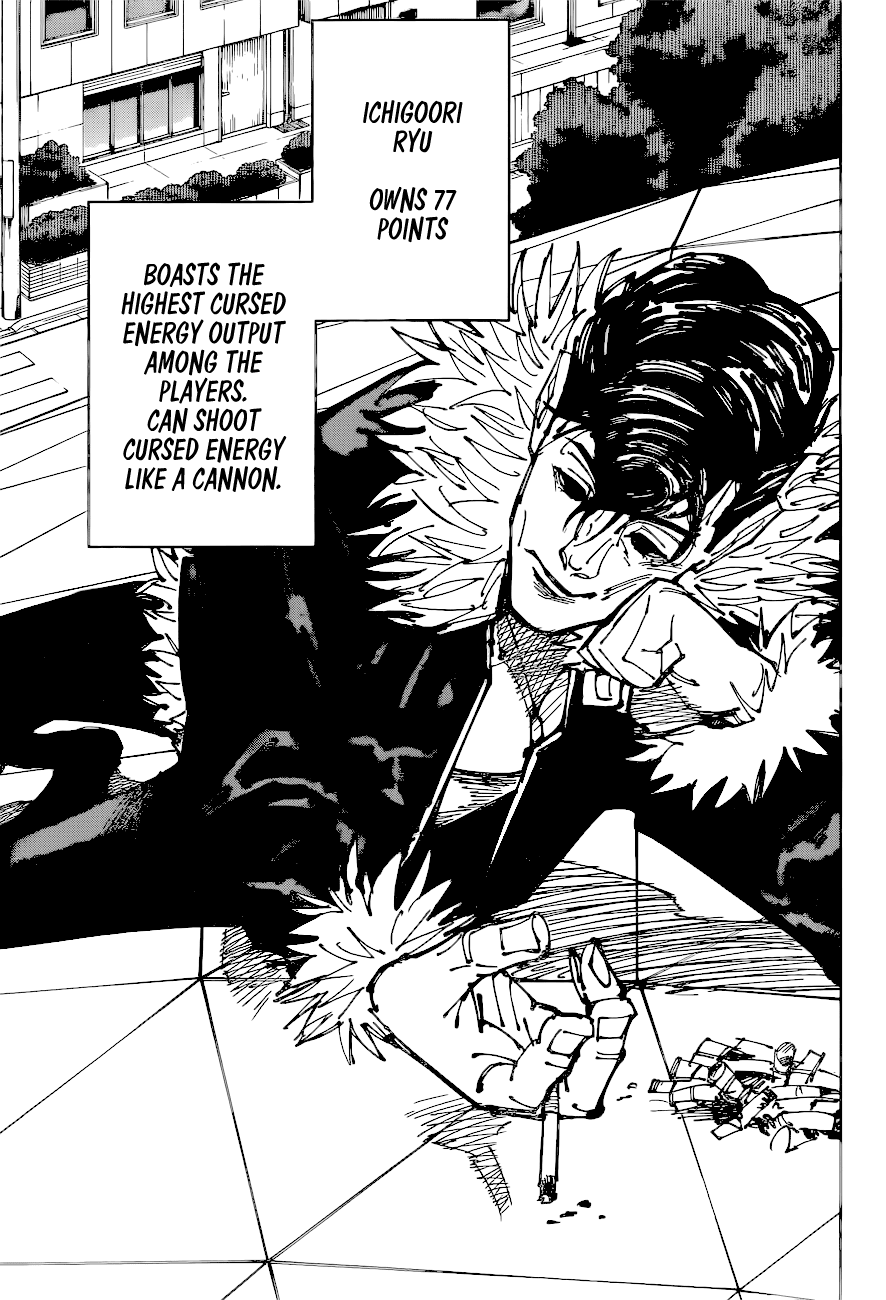 ICHIGOORI
RYU
OWNS 77
POINTS
BOASTS THE
HIGHEST CURSED
ENERGY OUTPUT
AMONG THE
PLAYERS.
CAN SHOOT
CURSED ENERGY
LIKE A CANNON.